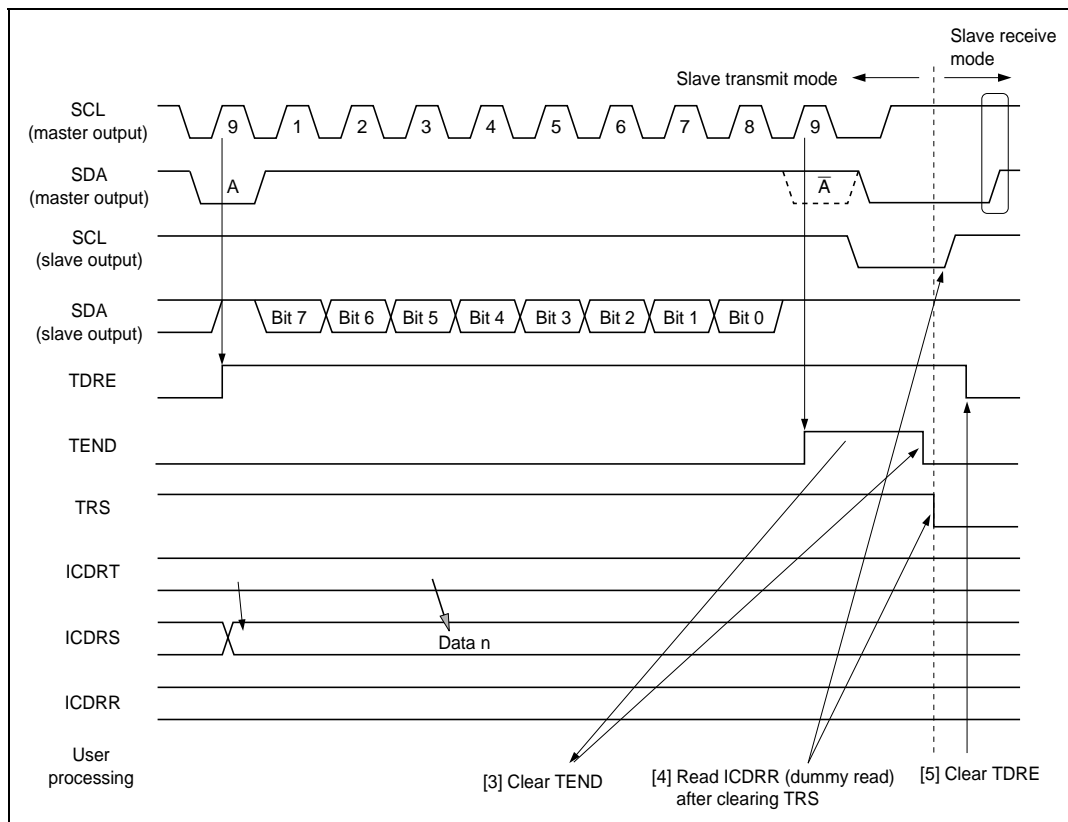 Slave receive
mode
Slave transmit mode
SCL
(master output)
9 1 2 3 4 5 6 7 8 9
SDA
(master output)
A A̅
SCL
(slave output)
SDA
(slave output)
Bit 7 Bit 6 Bit 5 Bit 4 Bit 3 Bit 2 Bit 1 Bit 0
TDRE
TEND
TRS
ICDRT
ICDRS
Data n
ICDRR
User
processing
[3] Clear TEND
[4] Read ICDRR (dummy read)
after clearing TRS
[5] Clear TDRE